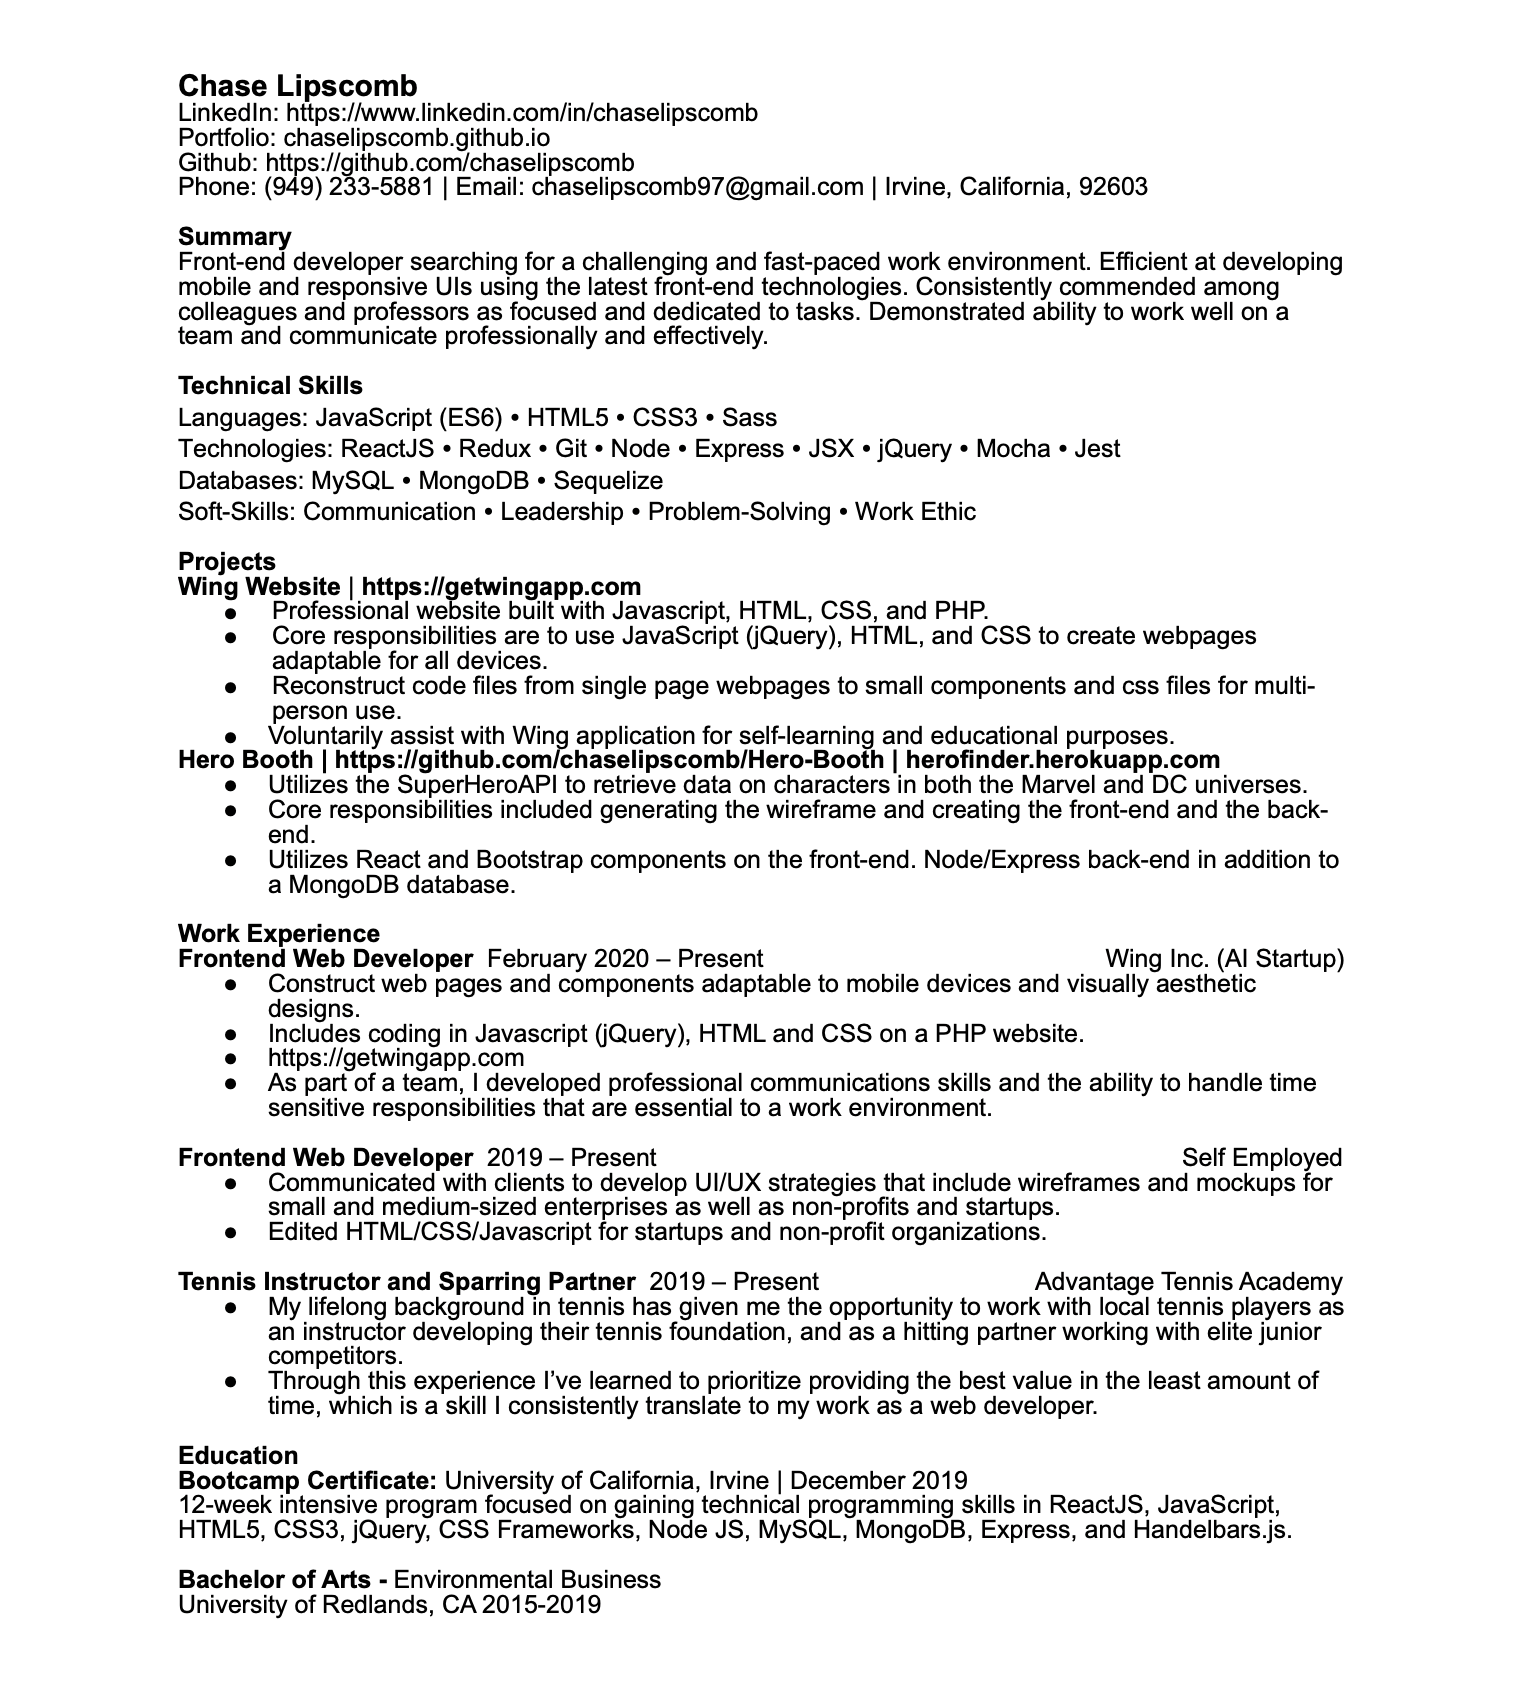 Chase Lipscomb
LinkedIn: https://www.linkedin.com/in/chaselipscomb
Portfolio: chaselipscomb.github.io
Github: https://github.com/chaselipscomb
Phone: (949) 233-5881 | Email: chaselipscomb97@gmail.com | Irvine, California, 92603
Summary
Front-end developer searching for a challenging and fast-paced work environment. Efficient at developing
mobile and responsive UIs using the latest front-end technologies. Consistently commended among
colleagues and professors as focused and dedicated to tasks. Demonstrated ability to work well on a
team and communicate professionally and effectively.
Technical Skills
Languages: JavaScript (ES6) • HTML5 • CSS3 • Sass
Technologies: ReactJS • Redux • Git • Node • Express • JSX • jQuery • Mocha • Jest
Databases: MySQL • MongoDB • Sequelize
Soft-Skills: Communication • Leadership • Problem-Solving • Work Ethic
Projects
Wing Website | https://getwingapp.com
● Professional website built with Javascript, HTML, CSS, and PHP.
● Core responsibilities are to use JavaScript (jQuery), HTML, and CSS to create webpages
adaptable for all devices.
● Reconstruct code files from single page webpages to small components and css files for multi-
person use.
● Voluntarily assist with Wing application for self-learning and educational purposes.
Hero Booth | https://github.com/chaselipscomb/Hero-Booth | herofinder.herokuapp.com
● Utilizes the SuperHeroAPI to retrieve data on characters in both the Marvel and DC universes.
● Core responsibilities included generating the wireframe and creating the front-end and the back-
end.
● Utilizes React and Bootstrap components on the front-end. Node/Express back-end in addition to
a MongoDB database.
Work Experience
Frontend Web Developer February 2020 – Present Wing Inc. (AI Startup)
● Construct web pages and components adaptable to mobile devices and visually aesthetic
designs.
● Includes coding in Javascript (jQuery), HTML and CSS on a PHP website.
● https://getwingapp.com
● As part of a team, I developed professional communications skills and the ability to handle time
sensitive responsibilities that are essential to a work environment.
Frontend Web Developer 2019 – Present Self Employed
● Communicated with clients to develop UI/UX strategies that include wireframes and mockups for
small and medium-sized enterprises as well as non-profits and startups.
● Edited HTML/CSS/Javascript for startups and non-profit organizations.
Tennis Instructor and Sparring Partner 2019 – Present Advantage Tennis Academy
● My lifelong background in tennis has given me the opportunity to work with local tennis players as
an instructor developing their tennis foundation, and as a hitting partner working with elite junior
competitors.
● Through this experience I’ve learned to prioritize providing the best value in the least amount of
time, which is a skill I consistently translate to my work as a web developer.
Education
Bootcamp Certificate: University of California, Irvine | December 2019
12-week intensive program focused on gaining technical programming skills in ReactJS, JavaScript,
HTML5, CSS3, jQuery, CSS Frameworks, Node JS, MySQL, MongoDB, Express, and Handelbars.js.
Bachelor of Arts - Environmental Business
University of Redlands, CA 2015-2019